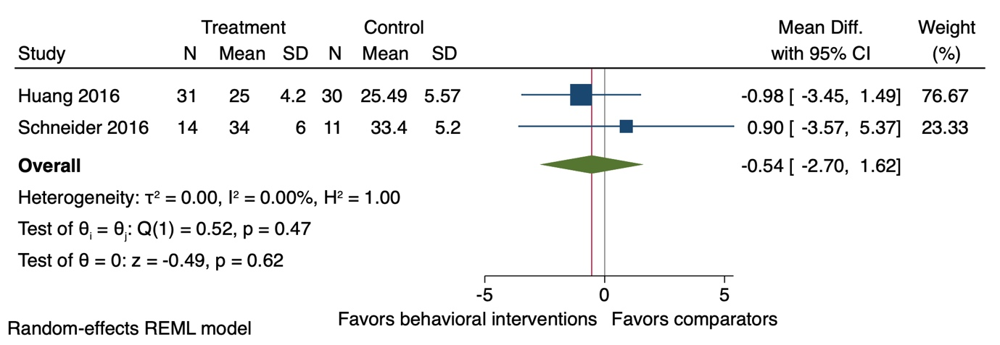 Treatment Control Mean Diff. Weight
Study N Mean SD N Mean SD with 95% CI (%)
Huang 2016 31 25 4.2 30 25.49 5.57 -0.98 [ -3.45, 1.49] 76.67
Schneider 2016 14 34 6 11 33.4 5.2 0.90 [ -3.57, 5.37] 23.33
Overall -0.54 [ -2.70, 1.62]
Heterogeneity: τ² = 0.00, I² = 0.00%, H² = 1.00
Test of θᵢ = θⱼ: Q(1) = 0.52, p = 0.47
Test of θ = 0: z = -0.49, p = 0.62
-5 0 5
Favors behavioral interventions Favors comparators
Random-effects REML model